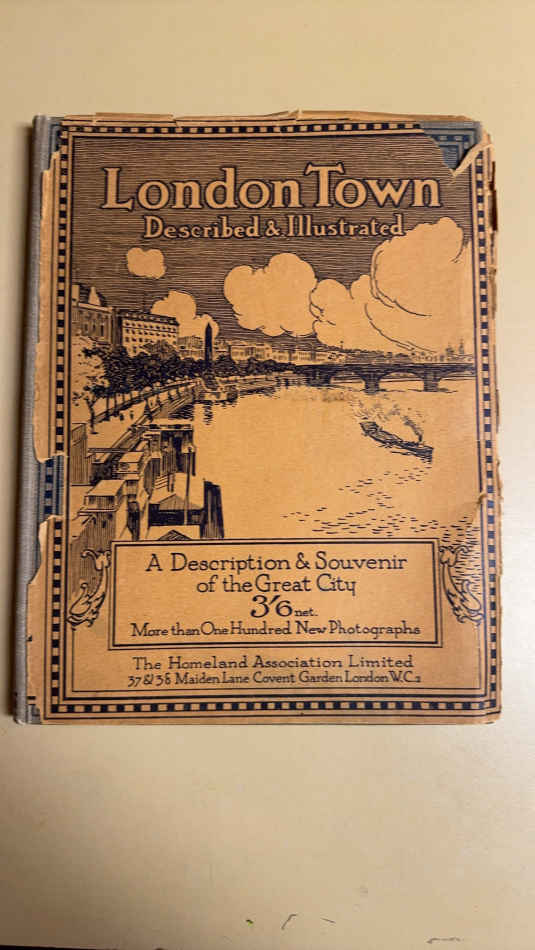 London Town
Described & Illustrated
A Description & Souvenir
of the Great City
3/6 net.
More than One Hundred New Photographs
The Homeland Association Limited
37 & 38 Maiden Lane Covent Garden London W.C.2